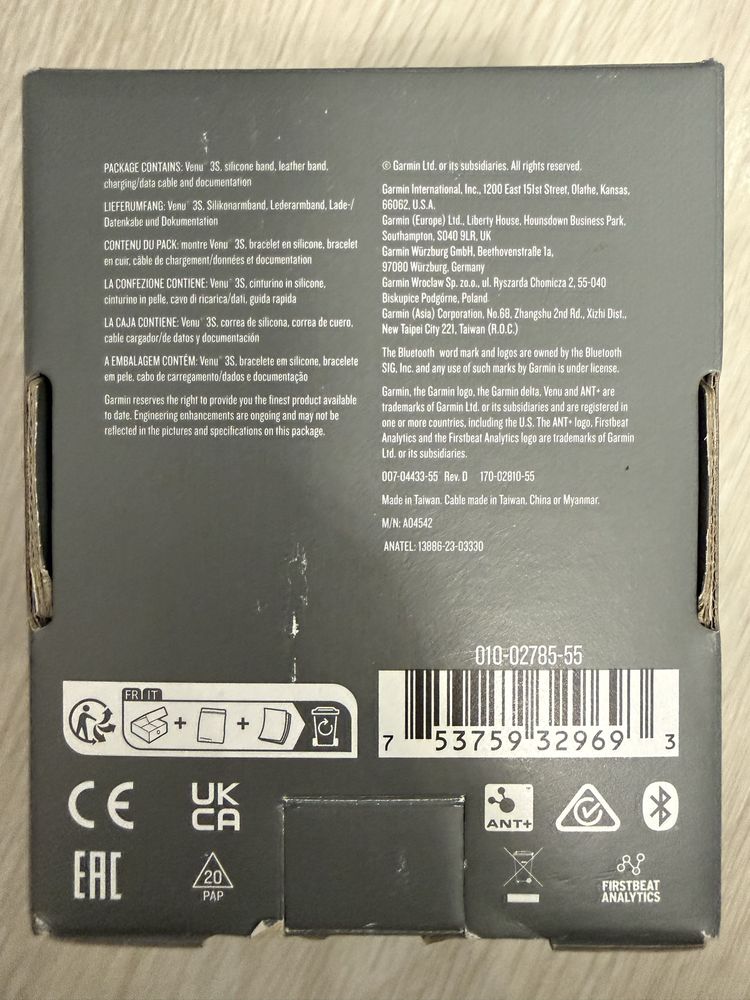 PACKAGE CONTAINS: Venu® 3S, silicone band, leather band,
charging/data cable and documentation
LIEFERUMFANG: Venu® 3S, Silikonarmband, Lederarmband, Lade-/
Datenkabe und Dokumentation
CONTENU DU PACK: montre Venu® 3S, bracelet en silicone, bracelet
en cuir, câble de chargement/données et documentation
LA CONFEZIONE CONTIENE: Venu® 3S, cinturino in silicone,
cinturino in pelle, cavo di ricarica/dati, guida rapida
LA CAJA CONTIENE: Venu® 3S, correa de silicona, correa de cuero,
cable cargador/de datos y documentación
A EMBALAGEM CONTÉM: Venu® 3S, bracelete em silicone, bracelete
em pele, cabo de carregamento/dados e documentação
Garmin reserves the right to provide you the finest product available
to date. Engineering enhancements are ongoing and may not be
reflected in the pictures and specifications on this package.
© Garmin Ltd. or its subsidiaries. All rights reserved.
Garmin International, Inc., 1200 East 151st Street, Olathe, Kansas,
66062, U.S.A.
Garmin (Europe) Ltd., Liberty House, Hounsdown Business Park,
Southampton, SO40 9LR, UK
Garmin Würzburg GmbH, Beethovenstraße 1a,
97080 Würzburg, Germany
Garmin Wroclaw Sp. zo.o., ul. Ryszarda Chomicza 2, 55-040
Biskupice Podgórne, Poland
Garmin (Asia) Corporation, No.68, Zhangshu 2nd Rd., Xizhi Dist.,
New Taipei City 221, Taiwan (R.O.C.)
The Bluetooth® word mark and logos are owned by the Bluetooth
SIG, Inc. and any use of such marks by Garmin is under license.
Garmin, the Garmin logo, the Garmin delta, Venu and ANT+ are
trademarks of Garmin Ltd. or its subsidiaries and are registered in
one or more countries, including the U.S. The ANT+ logo, Firstbeat
Analytics and the Firstbeat Analytics logo are trademarks of Garmin
Ltd. or its subsidiaries.
007-04433-55 Rev. D 170-02810-55
Made in Taiwan. Cable made in Taiwan, China or Myanmar.
M/N: A04542
ANATEL: 13886-23-03330
010-02785-55
7 53759 32969 3
FR IT
CE
UK
CA
ANT+
EAC
20
PAP
FIRSTBEAT
ANALYTICS